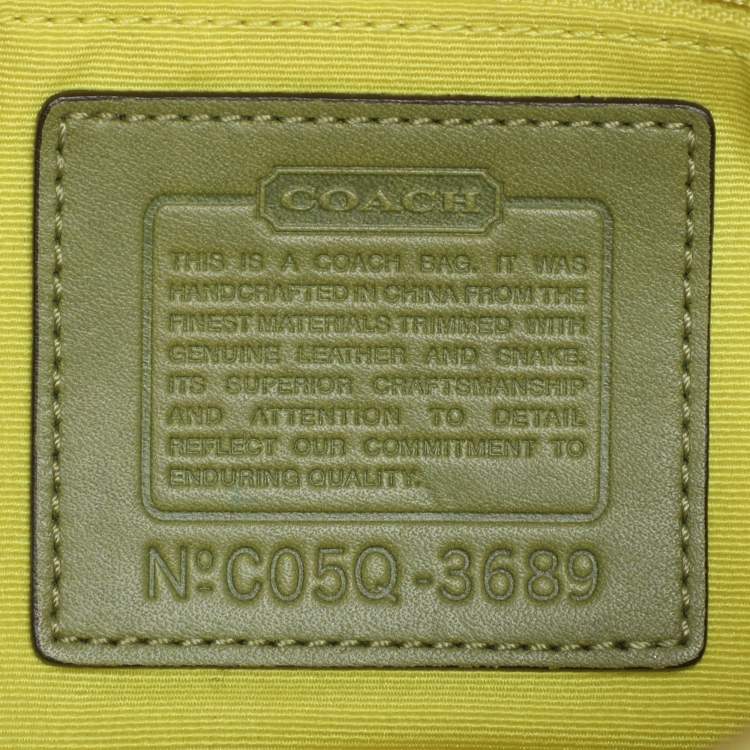 COACH
THIS IS A COACH BAG. IT WAS
HANDCRAFTED IN CHINA FROM THE
FINEST MATERIALS TRIMMED WITH
GENUINE LEATHER AND SNAKE.
ITS SUPERIOR CRAFTSMANSHIP
AND ATTENTION TO DETAIL
REFLECT OUR COMMITMENT TO
ENDURING QUALITY.
Nº C05Q-3689